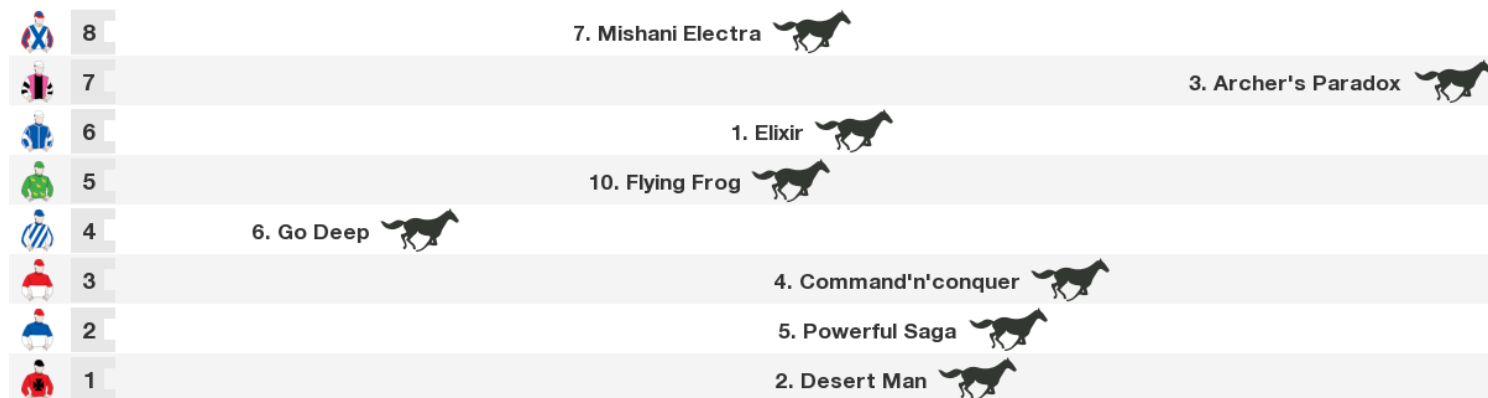 8 7. Mishani Electra
7 3. Archer's Paradox
6 1. Elixir
5 10. Flying Frog
4 6. Go Deep
3 4. Command'n'conquer
2 5. Powerful Saga
1 2. Desert Man